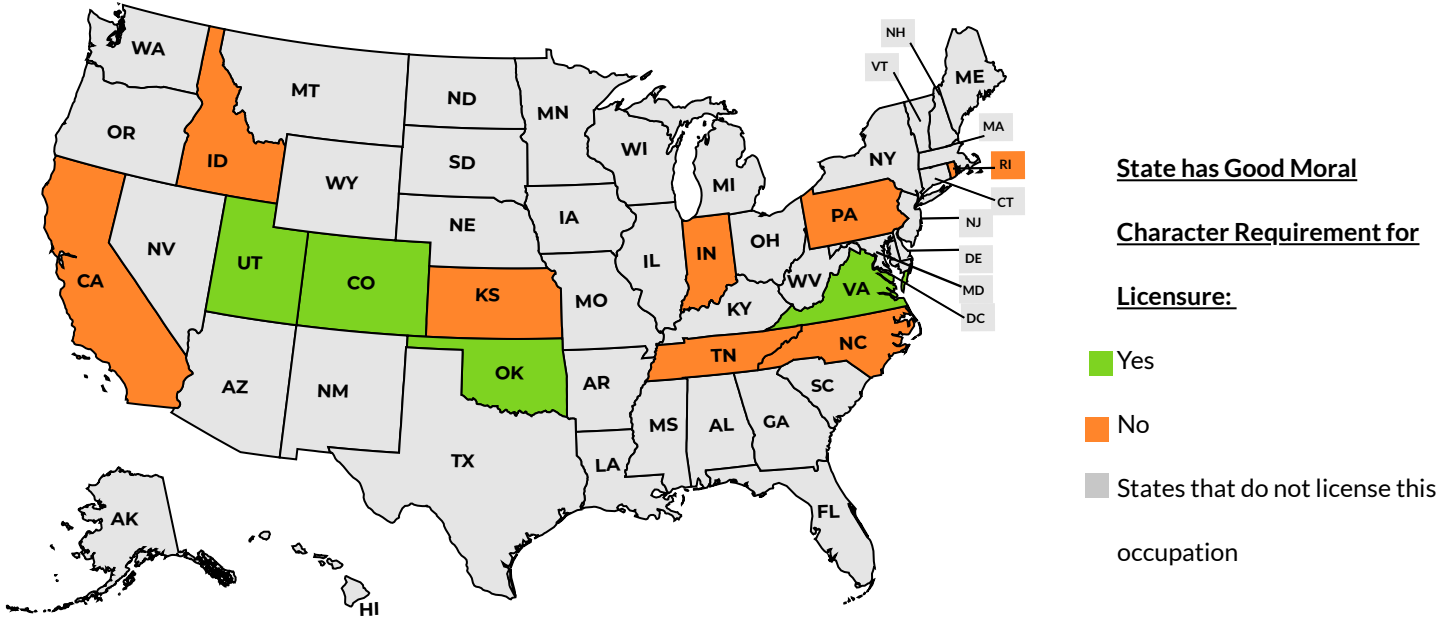 NH
WA
VT
ME
MT
ND
MN
OR
MA
WI
ID
SD
NY
RI
WY
MI
CT
PA
IA
NE
NJ
NV
OH
IN
IL
UT
DE
CO
CA
WV
VA
MD
KS
MO
KY
DC
NC
TN
OK
AR
SC
AZ
NM
MS
AL
GA
TX
LA
FL
AK
HI
State has Good Moral
Character Requirement for
Licensure:
Yes
No
States that do not license this
occupation